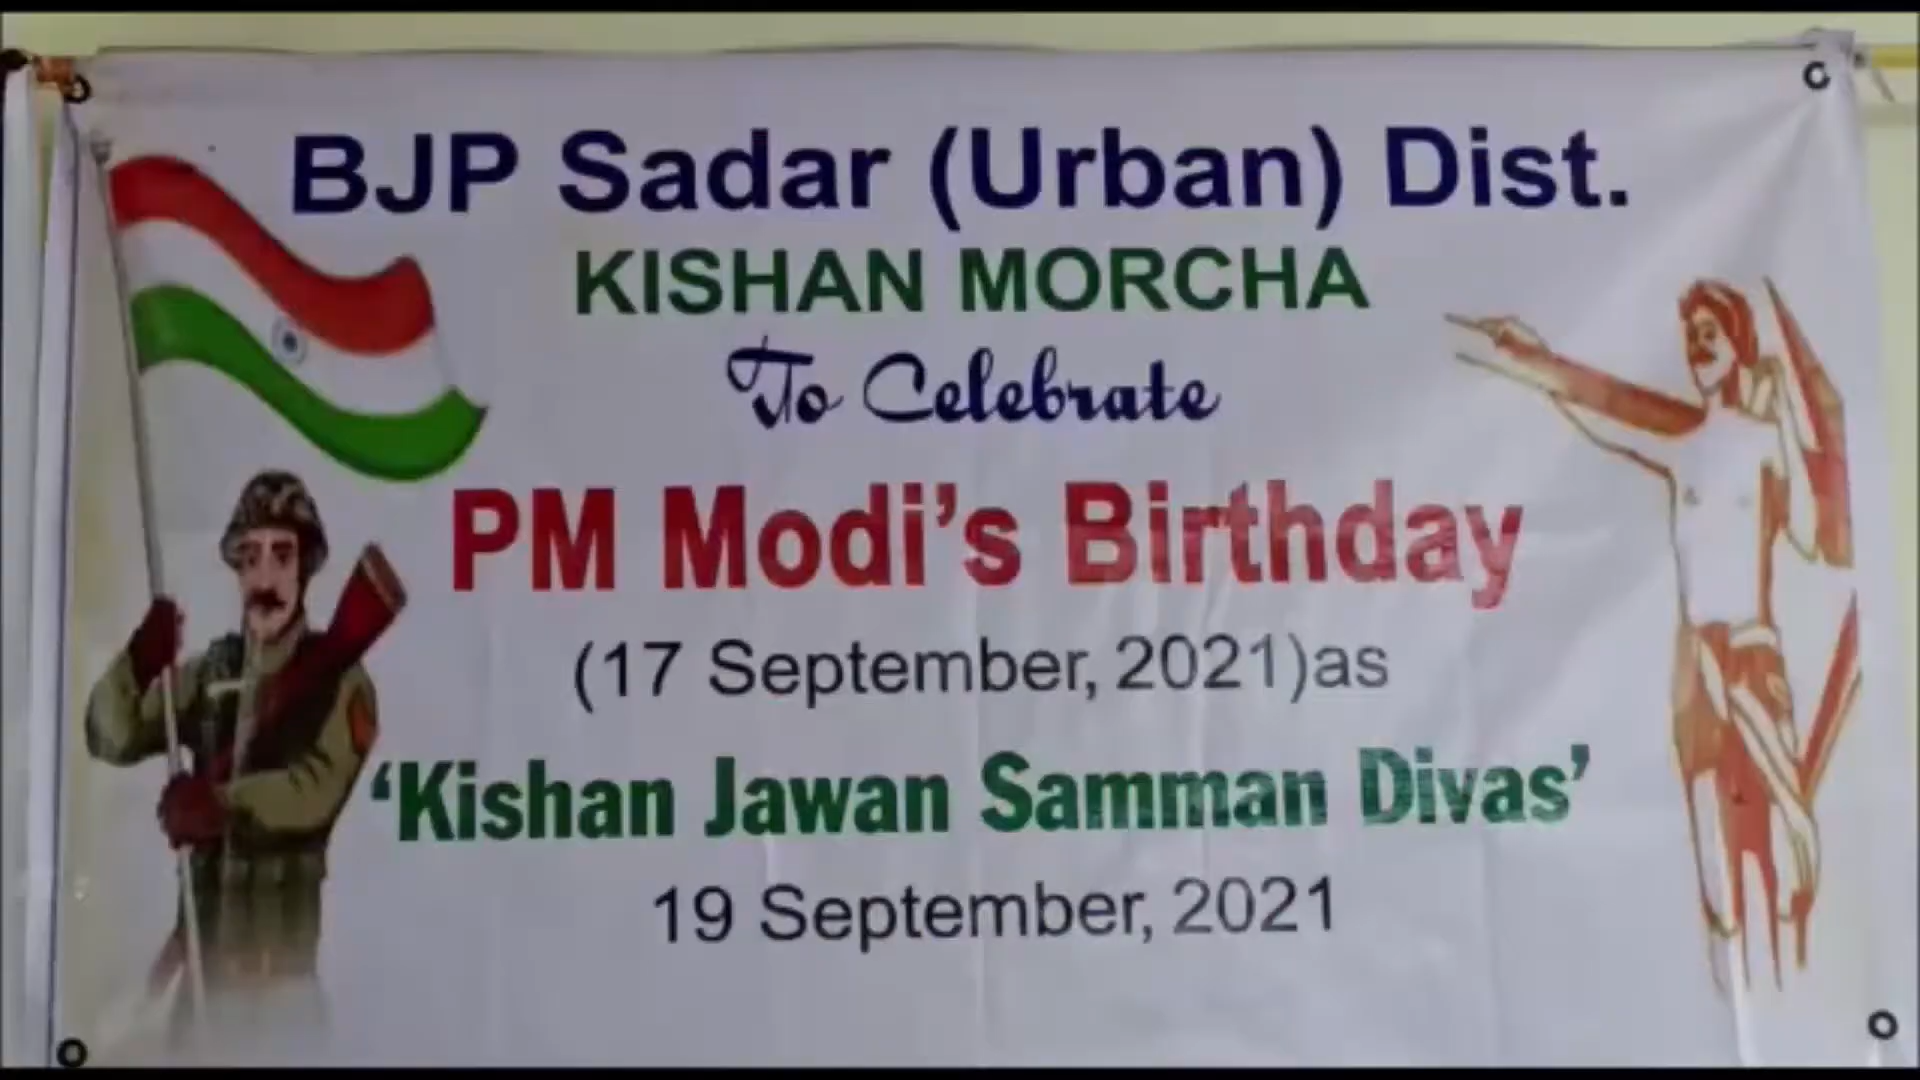 BJP Sadar (Urban) Dist.
KISHAN MORCHA
To Celebrate
PM Modi's Birthday
(17 September, 2021)as
'Kishan Jawan Samman Divas'
19 September, 2021